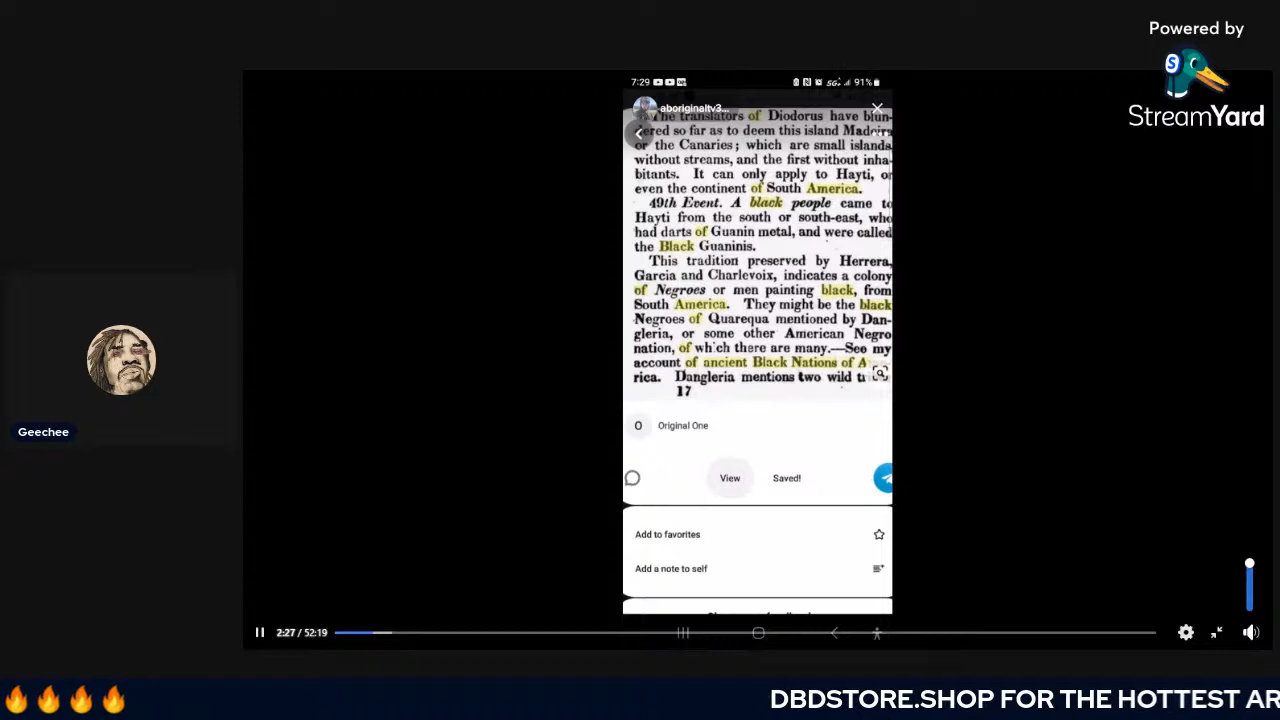 Powered by
StreamYard
7:29
5G
91%
aboriginaltv3...
The translators of Diodorus have blun-
dered so far as to deem this island Madeira
or the Canaries; which are small islands
without streams, and the first without inha-
bitants. It can only apply to Hayti, or
even the continent of South America.
49th Event. A black people came to
Hayti from the south or south-east, who
had darts of Guanin metal, and were called
the Black Guaninis.
This tradition preserved by Herrera,
Garcia and Charlevoix, indicates a colony
of Negroes or men painting black, from
South America. They might be the black
Negroes of Quarequa mentioned by Dan-
gleria, or some other American Negro
nation, of which there are many.—See my
account of ancient Black Nations of A
rica. Dangleria mentions two wild
17
O Original One
View Saved!
Add to favorites
Add a note to self
Geechee
2:27 / 52:19
DBDSTORE.SHOP FOR THE HOTTEST AR